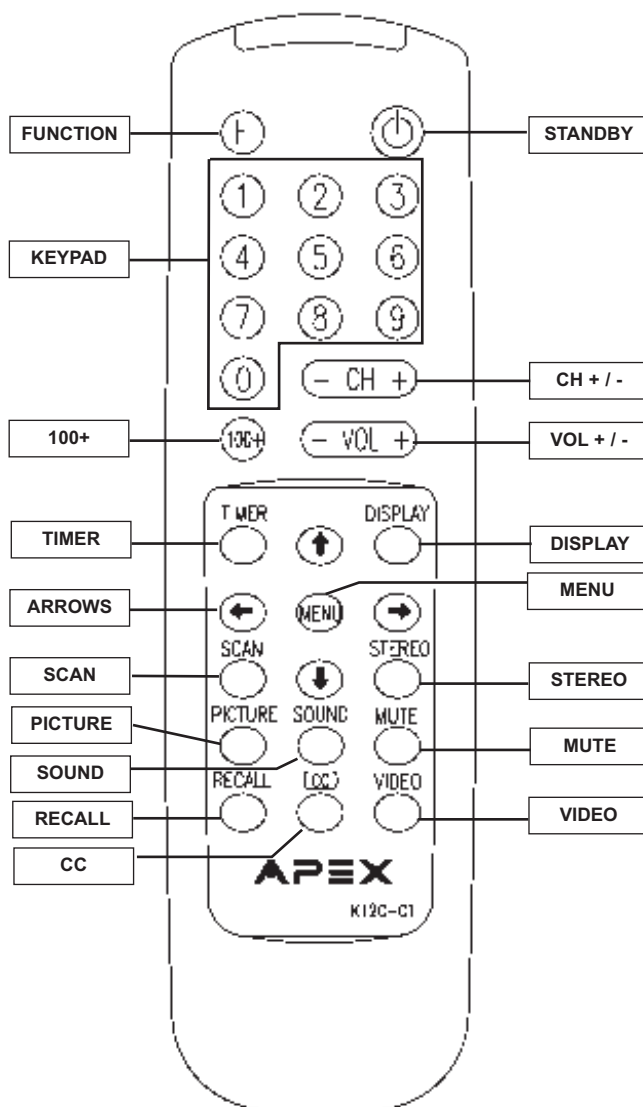 FUNCTION
STANDBY
1 2 3
KEYPAD
4 5 6
7 8 9
0 - CH +
CH + / -
100+
100+ - VOL +
VOL + / -
TIMER DISPLAY
TIMER
DISPLAY
MENU
ARROWS
MENU
SCAN STEREO
SCAN
STEREO
PICTURE SOUND MUTE
PICTURE
MUTE
SOUND
RECALL [CC] VIDEO
RECALL
VIDEO
CC
APEX
K12C-C1